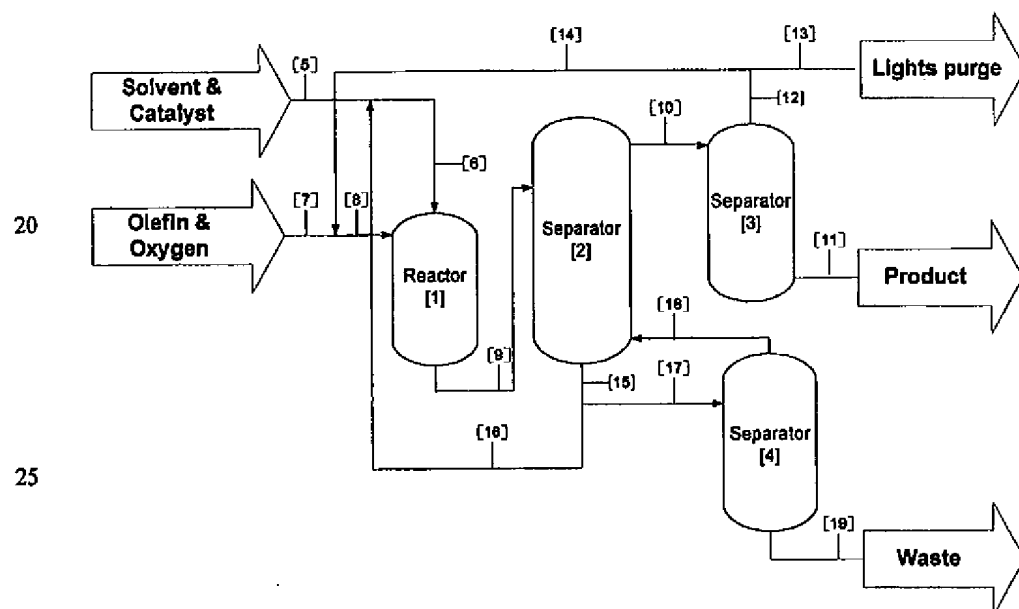 [14]
[13]
[5]
Solvent &
Catalyst
Lights purge
[12]
[10]
[6]
20
[7]
[8]
Olefin &
Oxygen
Separator
[2]
Separator
[3]
[11]
Reactor
[1]
Product
[18]
[9]
[15]
[17]
[16]
Separator
[4]
25
[19]
Waste